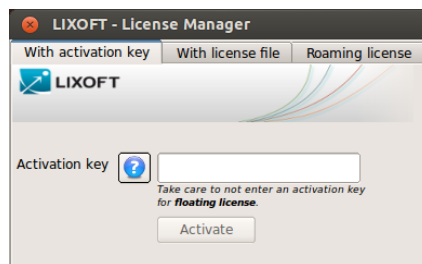 LIXOFT - License Manager
With activation key With license file Roaming license
LIXOFT
Activation key ?
Take care to not enter an activation key
for floating license.
Activate